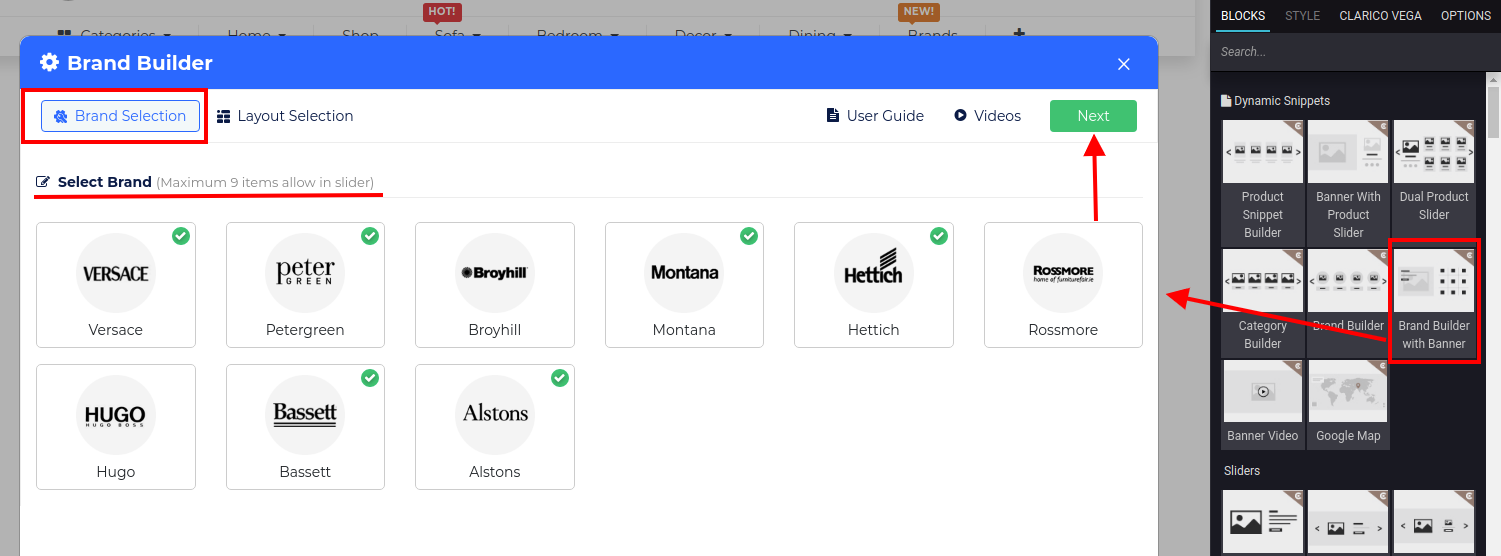 HOT!
NEW!
Categories
Home
Shop
Sofa
Bedroom
Decor
Dining
Brands
Brand Builder
Brand Selection
Layout Selection
User Guide
Videos
Next
Select Brand (Maximum 9 items allow in slider)
VERSACE
Versace
peter
GREEN
Petergreen
Broyhill
Broyhill
Montana
Montana
Hettich
Hettich
ROSSMORE
home of furniturefair.ie
Rossmore
HUGO
HUGO BOSS
Hugo
Bassett
Bassett
Alstons
Alstons
BLOCKS
STYLE
CLARICO VEGA
OPTIONS
Search...
Dynamic Snippets
Product
Snippet
Builder
Banner With
Product
Slider
Dual Product
Slider
Category
Builder
Brand Builder
Brand Builder
with Banner
Banner Video
Google Map
Sliders